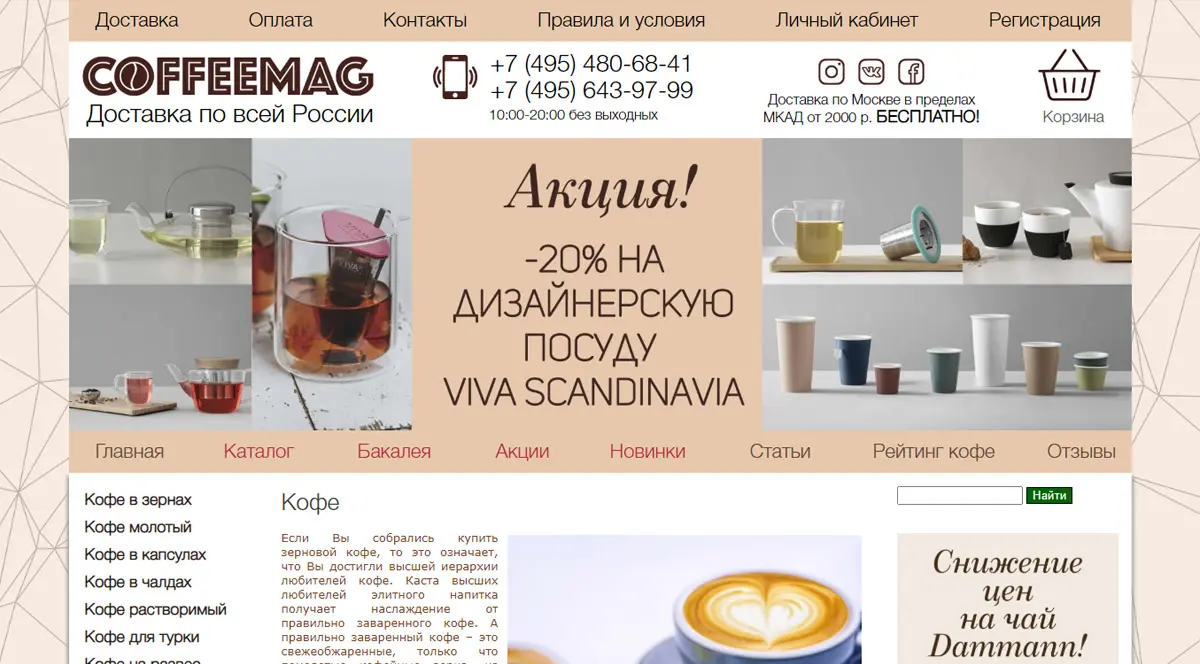 Доставка
Оплата
Контакты
Правила и условия
Личный кабинет
Регистрация
COFFEEMAG
Доставка по всей России
+7 (495) 480-68-41
+7 (495) 643-97-99
10:00-20:00 без выходных
Доставка по Москве в пределах
МКАД от 2000 р. БЕСПЛАТНО!
Корзина
VIVA
Акция!
-20% НА
ДИЗАЙНЕРСКУЮ
ПОСУДУ
VIVA SCANDINAVIA
Главная
Каталог
Бакалея
Акции
Новинки
Статьи
Рейтинг кофе
Отзывы
Кофе в зернах
Кофе молотый
Кофе в капсулах
Кофе в чалдах
Кофе растворимый
Кофе для турки
Кофе на развес
Кофе
Если Вы собрались купить
зерновой кофе, то это означает,
что Вы достигли высшей иерархии
любителей кофе. Каста высших
любителей элитного напитка
получает наслаждение от
правильно заваренного кофе. А
правильно заваренный кофе – это
свежеобжаренные, только что
Найти
Снижение
цен
на чай
Dammann!